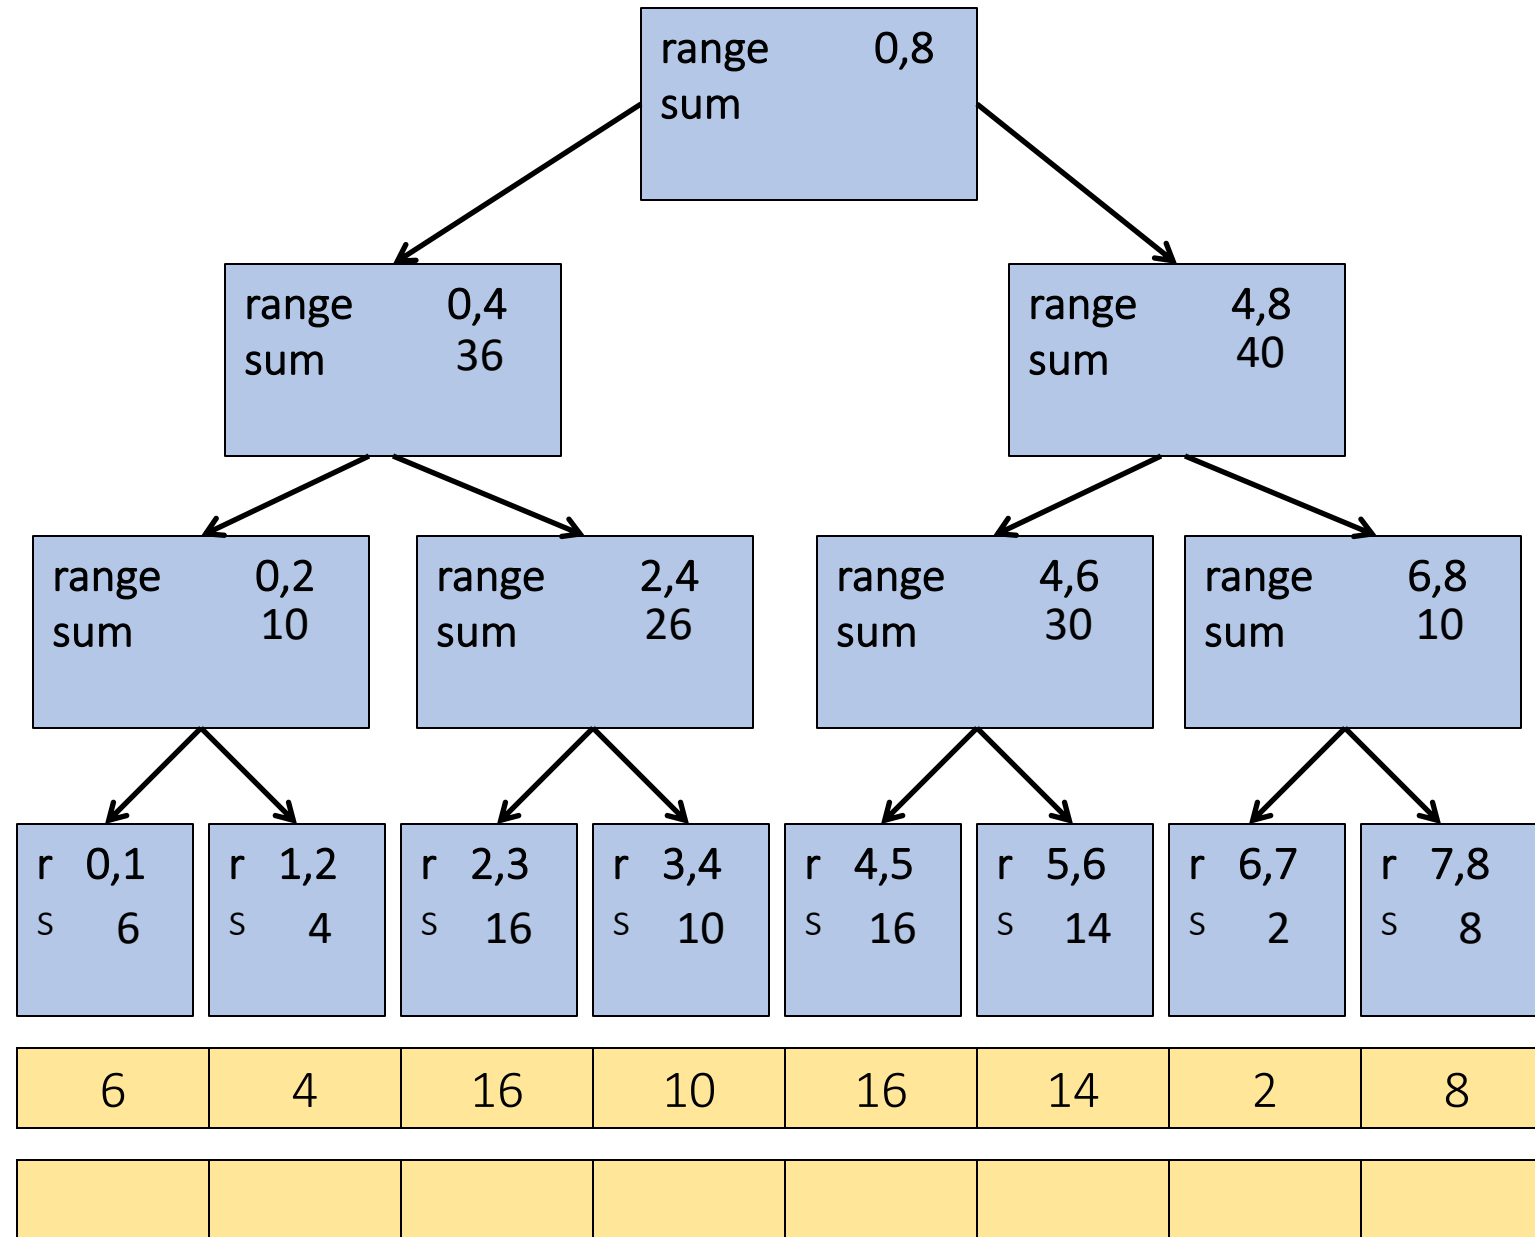 range 0,8
sum
range 0,4
sum 36
range 4,8
sum 40
range 0,2
sum 10
range 2,4
sum 26
range 4,6
sum 30
range 6,8
sum 10
r 0,1
s 6
r 1,2
s 4
r 2,3
s 16
r 3,4
s 10
r 4,5
s 16
r 5,6
s 14
r 6,7
s 2
r 7,8
s 8
6 4 16 10 16 14 2 8